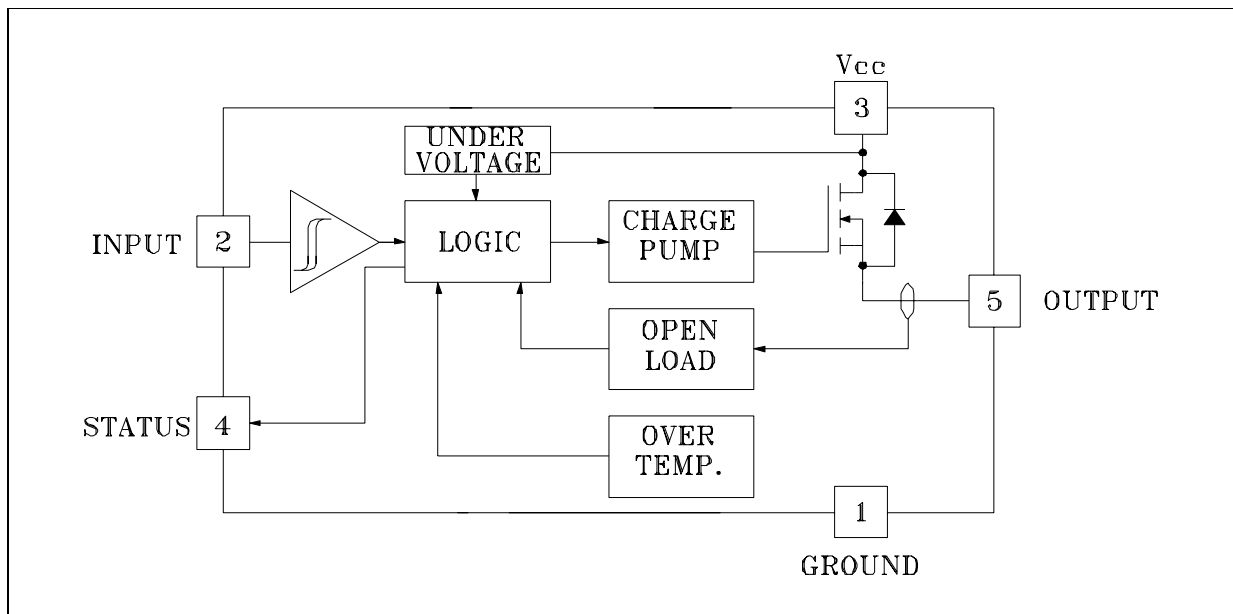 Vcc
3
UNDER
VOLTAGE
INPUT
2
LOGIC
CHARGE
PUMP
5
OUTPUT
OPEN
LOAD
STATUS
4
OVER
TEMP.
1
GROUND